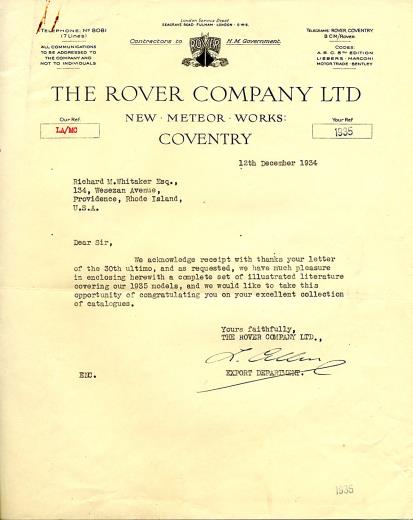 London Service Depot
SEAGRAVE ROAD · FULHAM · LONDON · S·W·6.
TELEPHONE: Nº 8081
(7 Lines)
ALL COMMUNICATIONS
TO BE ADDRESSED TO
THE COMPANY AND
NOT TO INDIVIDUALS
Contractors to H.M. Government.
ROVER
TELEGRAMS: ROVER, COVENTRY
BCM/Rover
CODES:
A.B.C. 5TH EDITION
LIEBERS · MARCONI
MOTOR TRADE · BENTLEY
THE ROVER COMPANY LTD
NEW · METEOR · WORKS:
COVENTRY
Our Ref.
LA/MC
Your Ref
1935
12th December 1934
Richard M.Whitaker Esq.,
134, Wesezan Avenue,
Providence, Rhode Island,
U.S.A.
Dear Sir,
We acknowledge receipt with thanks your letter
of the 30th ultimo, and as requested, we have much pleasure
in enclosing herewith a complete set of illustrated literature
covering our 1935 models, and we would like to take this
opportunity of congratulating you on your excellent collection
of catalogues.
Yours faithfully,
THE ROVER COMPANY LTD.,
L. Allen
EXPORT DEPARTMENT.
ENC.
1935